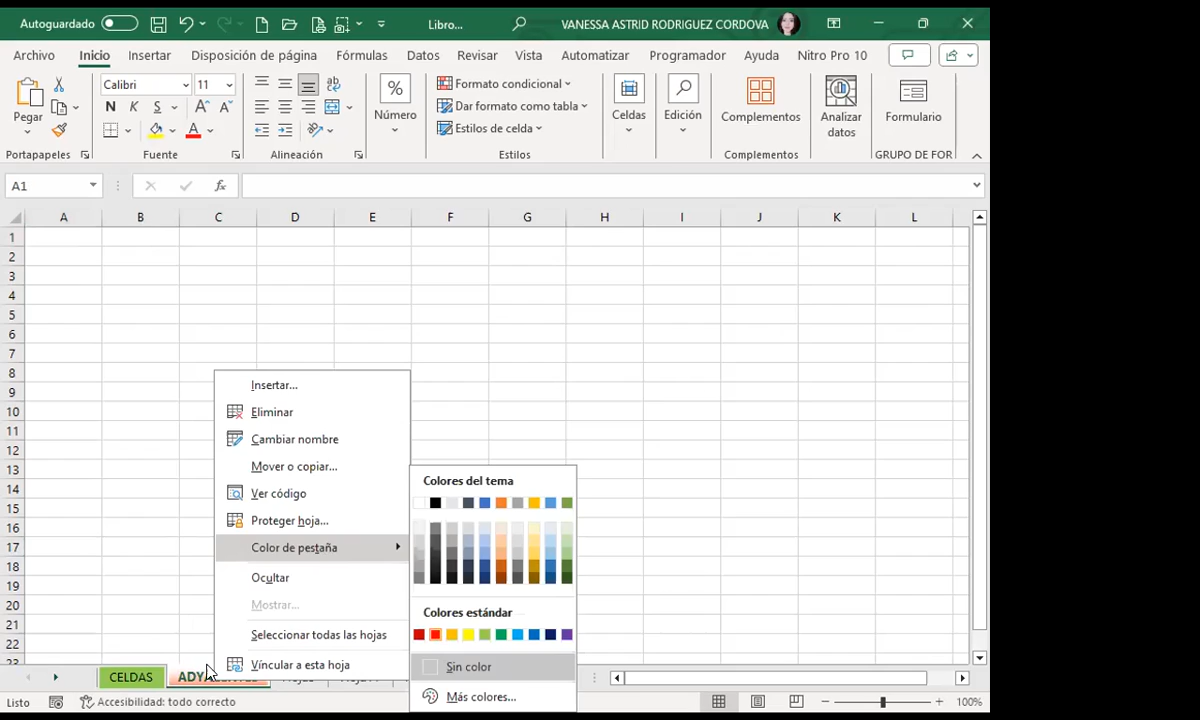 Autoguardado Libro... VANESSA ASTRID RODRIGUEZ CORDOVA
Archivo Inicio Insertar Disposición de página Fórmulas Datos Revisar Vista Automatizar Programador Ayuda Nitro Pro 10
Pegar
Portapapeles
Calibri 11
N K S
A A
A
Fuente
ab
Alineación
%
Número
Formato condicional
Dar formato como tabla
Estilos de celda
Estilos
Celdas
Edición
Complementos
Complementos
Analizar
datos
Formulario
GRUPO DE FOR
A1 fx
A B C D E F G H I J K L
1
2
3
4
5
6
7
8
9
10
11
12
13
14
15
16
17
18
19
20
21
22
23
Insertar...
Eliminar
Cambiar nombre
Mover o copiar...
Ver código
Proteger hoja...
Color de pestaña
Ocultar
Mostrar...
Seleccionar todas las hojas
Vincular a esta hoja
Colores del tema
Colores estándar
Sin color
Más colores...
CELDAS
Listo Accesibilidad: todo correcto 100%